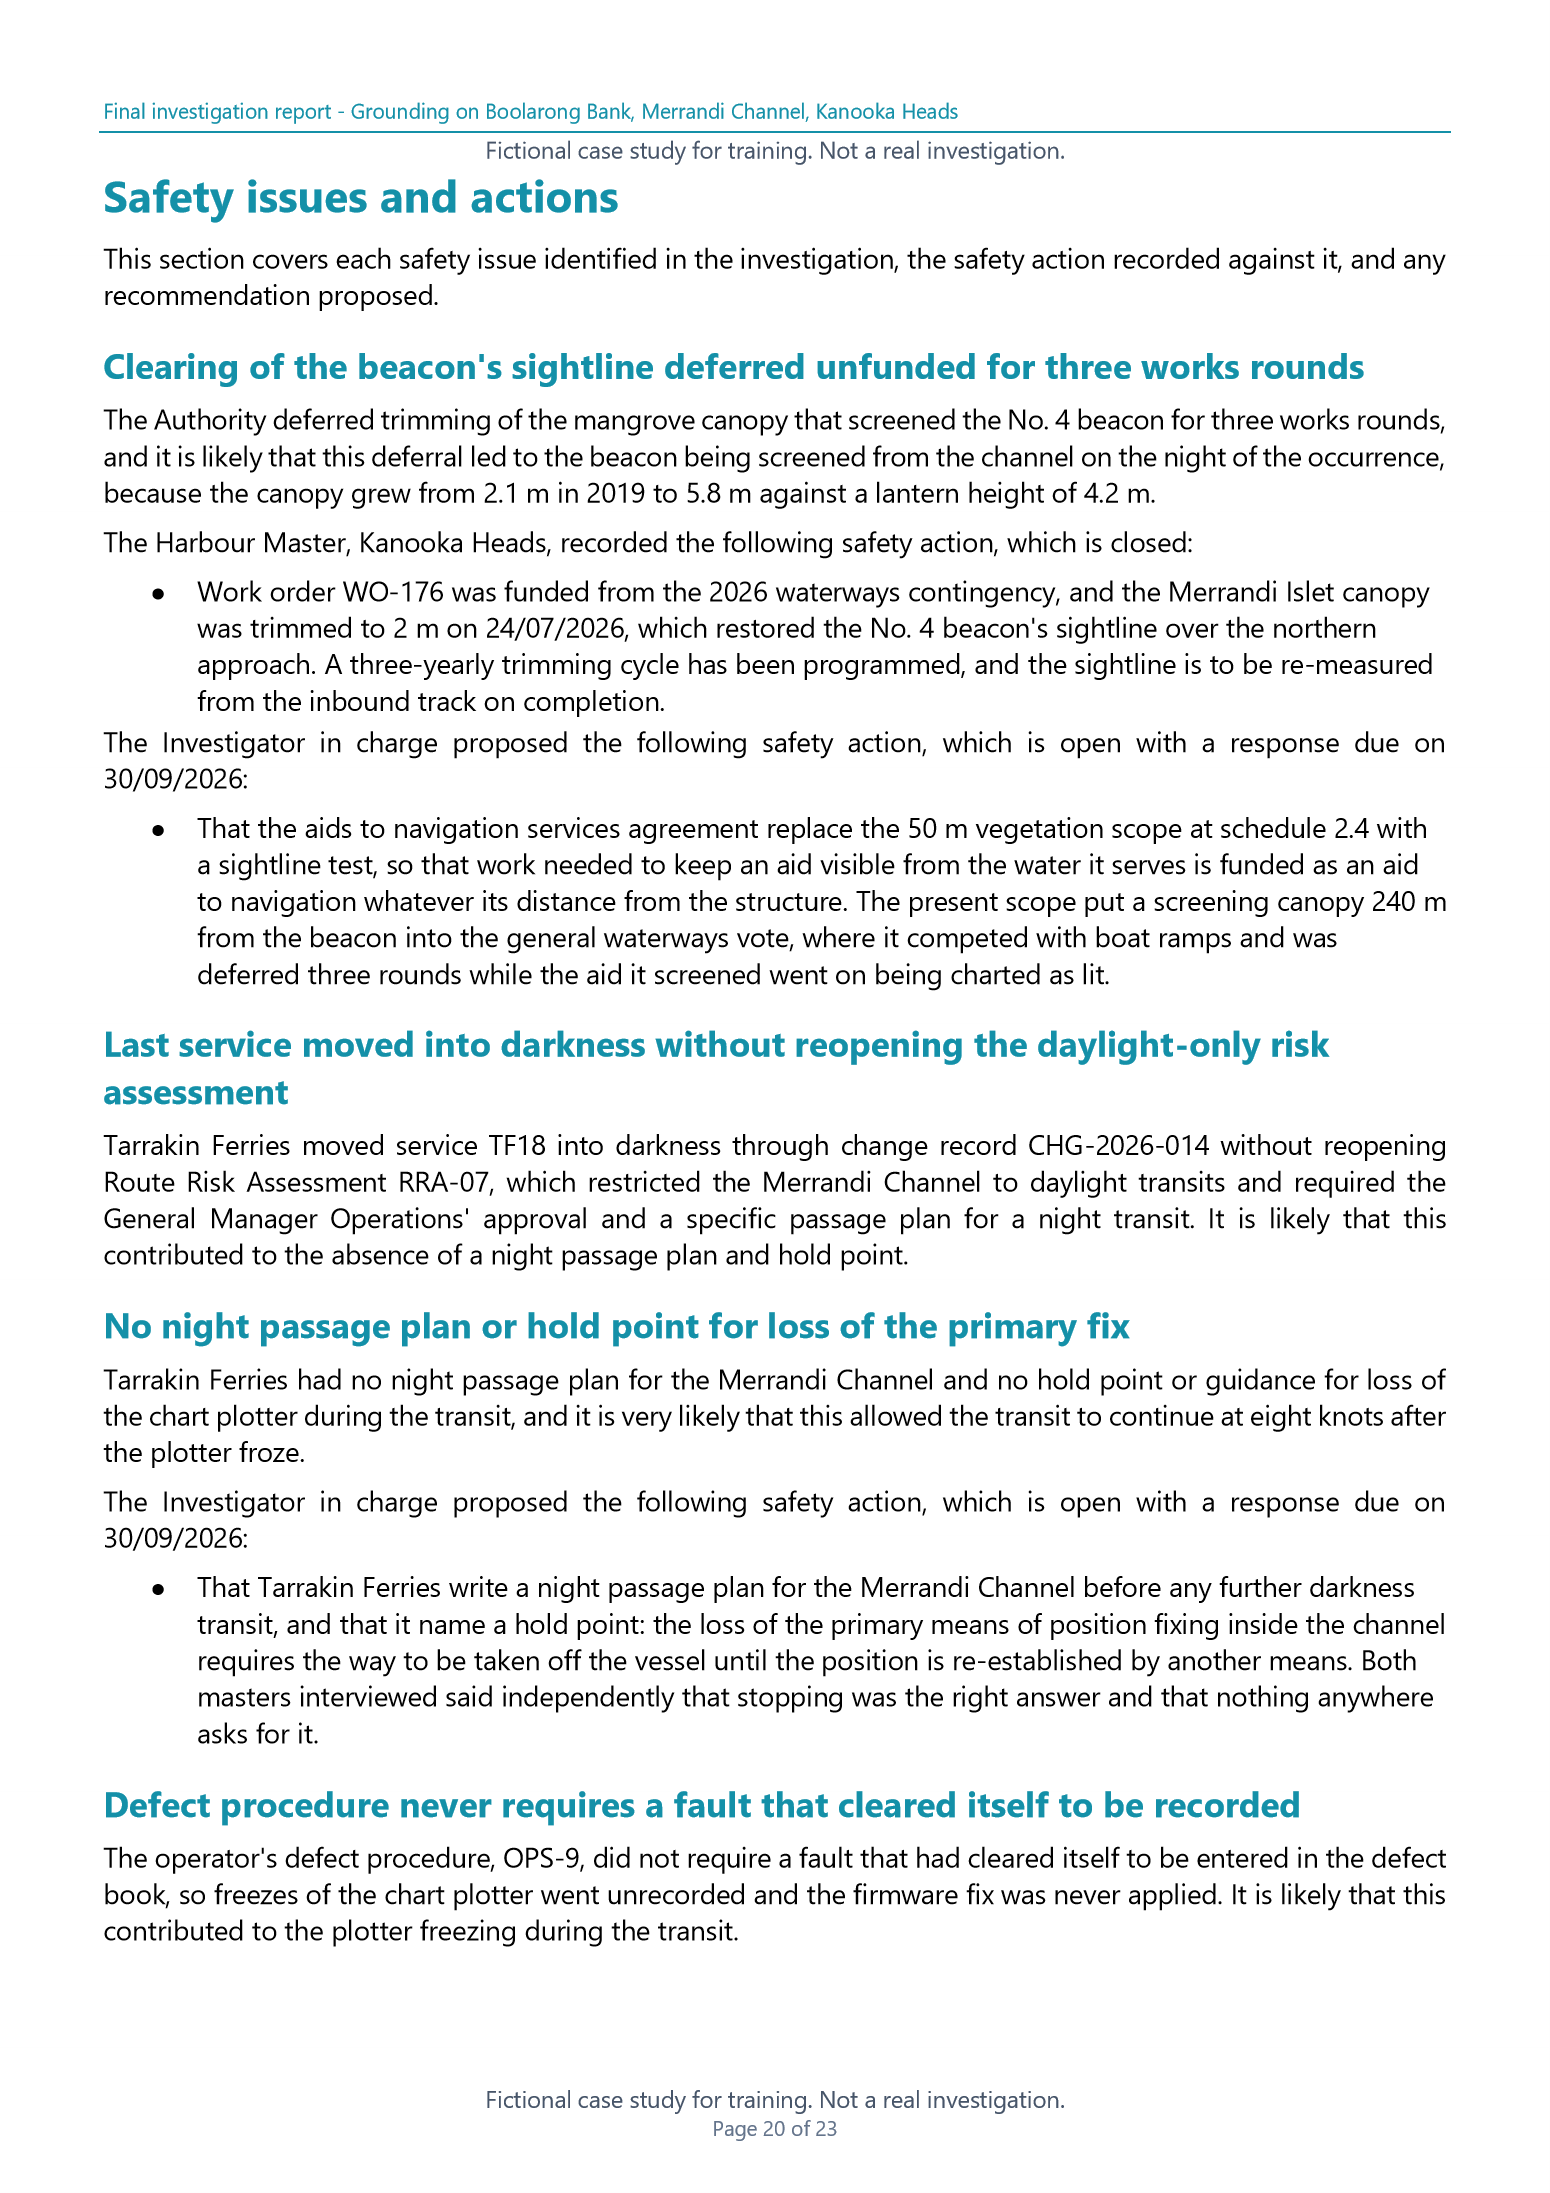 Final investigation report - Grounding on Boolarong Bank, Merrandi Channel, Kanooka Heads
Fictional case study for training. Not a real investigation.
Safety issues and actions
This section covers each safety issue identified in the investigation, the safety action recorded against it, and any
recommendation proposed.
Clearing of the beacon's sightline deferred unfunded for three works rounds
The Authority deferred trimming of the mangrove canopy that screened the No. 4 beacon for three works rounds,
and it is likely that this deferral led to the beacon being screened from the channel on the night of the occurrence,
because the canopy grew from 2.1 m in 2019 to 5.8 m against a lantern height of 4.2 m.
The Harbour Master, Kanooka Heads, recorded the following safety action, which is closed:
● Work order WO-176 was funded from the 2026 waterways contingency, and the Merrandi Islet canopy
was trimmed to 2 m on 24/07/2026, which restored the No. 4 beacon's sightline over the northern
approach. A three-yearly trimming cycle has been programmed, and the sightline is to be re-measured
from the inbound track on completion.
The Investigator in charge proposed the following safety action, which is open with a response due on
30/09/2026:
● That the aids to navigation services agreement replace the 50 m vegetation scope at schedule 2.4 with
a sightline test, so that work needed to keep an aid visible from the water it serves is funded as an aid
to navigation whatever its distance from the structure. The present scope put a screening canopy 240 m
from the beacon into the general waterways vote, where it competed with boat ramps and was
deferred three rounds while the aid it screened went on being charted as lit.
Last service moved into darkness without reopening the daylight-only risk
assessment
Tarrakin Ferries moved service TF18 into darkness through change record CHG-2026-014 without reopening
Route Risk Assessment RRA-07, which restricted the Merrandi Channel to daylight transits and required the
General Manager Operations' approval and a specific passage plan for a night transit. It is likely that this
contributed to the absence of a night passage plan and hold point.
No night passage plan or hold point for loss of the primary fix
Tarrakin Ferries had no night passage plan for the Merrandi Channel and no hold point or guidance for loss of
the chart plotter during the transit, and it is very likely that this allowed the transit to continue at eight knots after
the plotter froze.
The Investigator in charge proposed the following safety action, which is open with a response due on
30/09/2026:
● That Tarrakin Ferries write a night passage plan for the Merrandi Channel before any further darkness
transit, and that it name a hold point: the loss of the primary means of position fixing inside the channel
requires the way to be taken off the vessel until the position is re-established by another means. Both
masters interviewed said independently that stopping was the right answer and that nothing anywhere
asks for it.
Defect procedure never requires a fault that cleared itself to be recorded
The operator's defect procedure, OPS-9, did not require a fault that had cleared itself to be entered in the defect
book, so freezes of the chart plotter went unrecorded and the firmware fix was never applied. It is likely that this
contributed to the plotter freezing during the transit.
Fictional case study for training. Not a real investigation.
Page 20 of 23